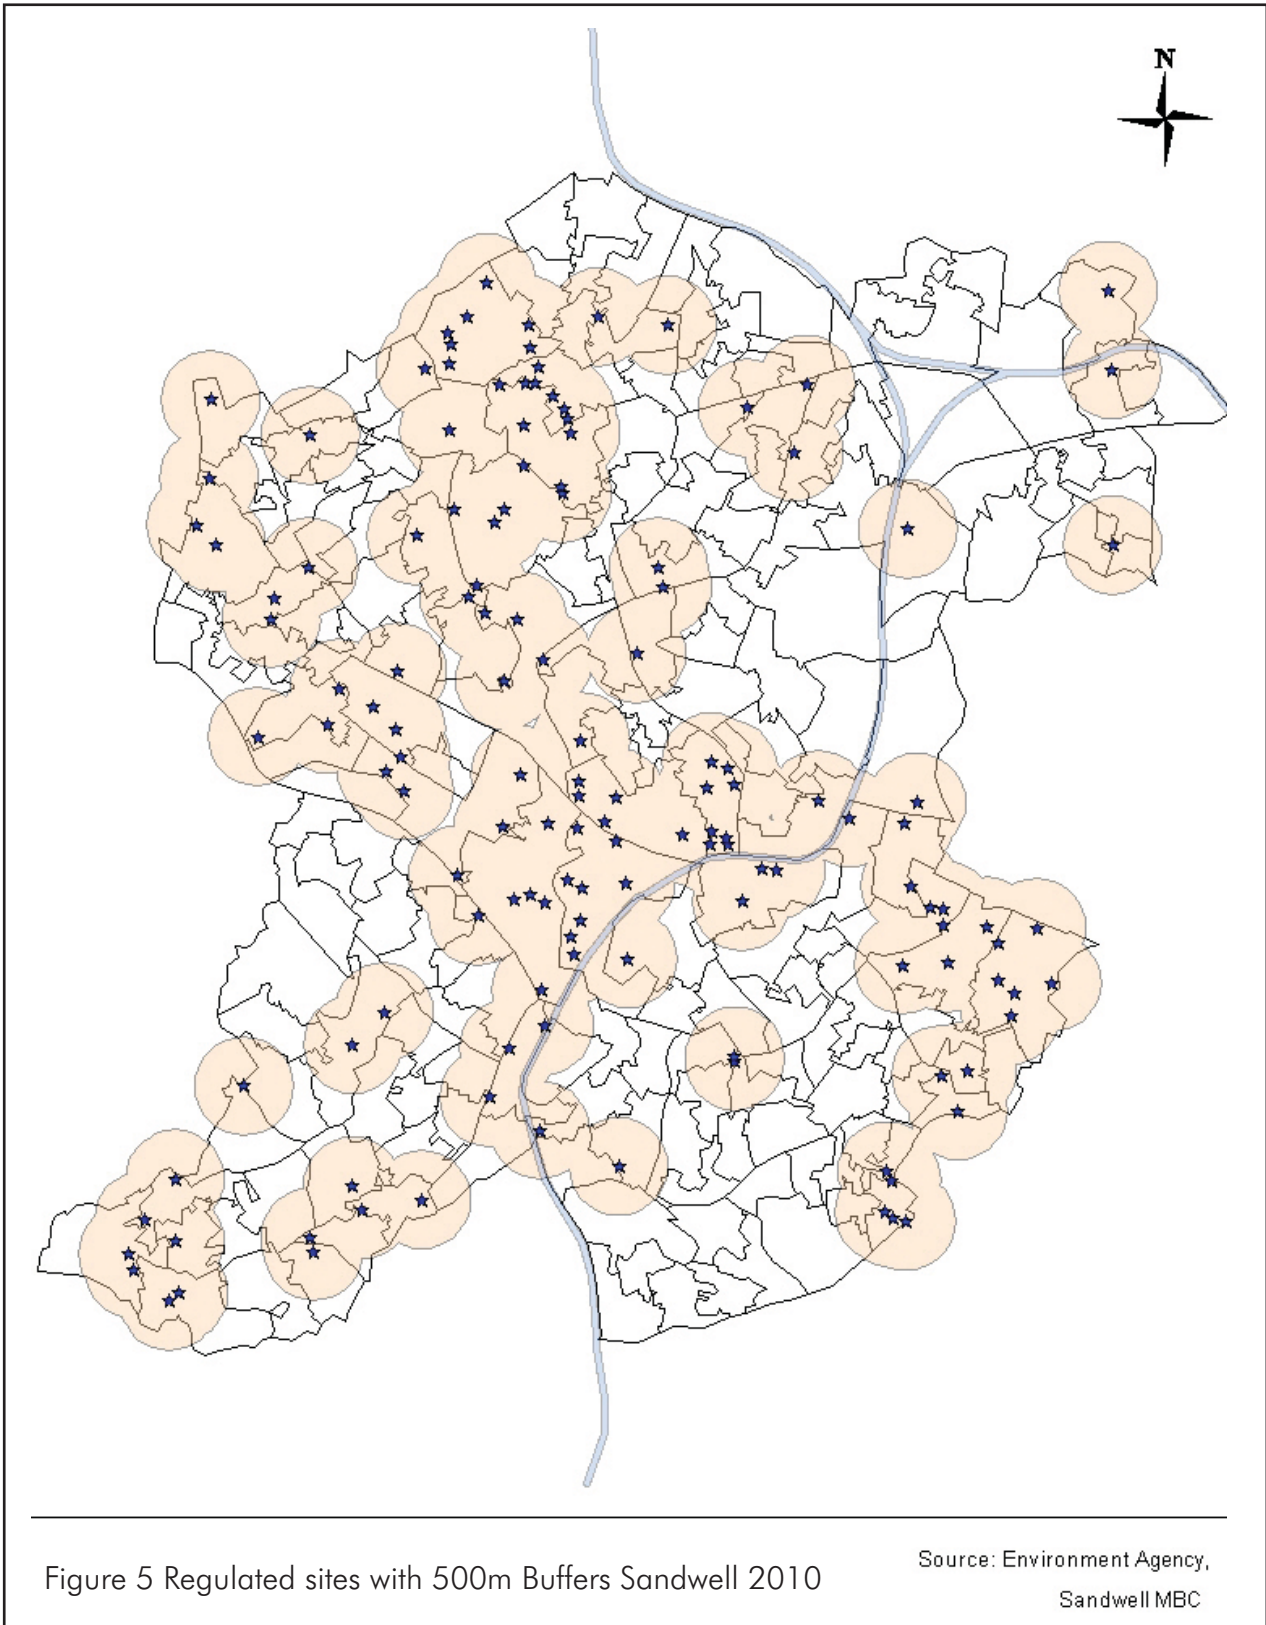 N
Figure 5 Regulated sites with 500m Buffers Sandwell 2010
Source: Environment Agency,
Sandwell MBC